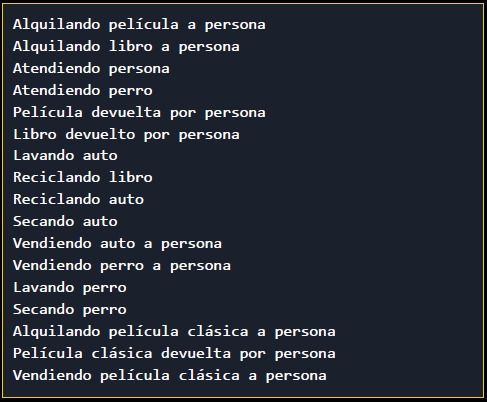 Alquilando película a persona
Alquilando libro a persona
Atendiendo persona
Atendiendo perro
Película devuelta por persona
Libro devuelto por persona
Lavando auto
Reciclando libro
Reciclando auto
Secando auto
Vendiendo auto a persona
Vendiendo perro a persona
Lavando perro
Secando perro
Alquilando película clásica a persona
Película clásica devuelta por persona
Vendiendo película clásica a persona